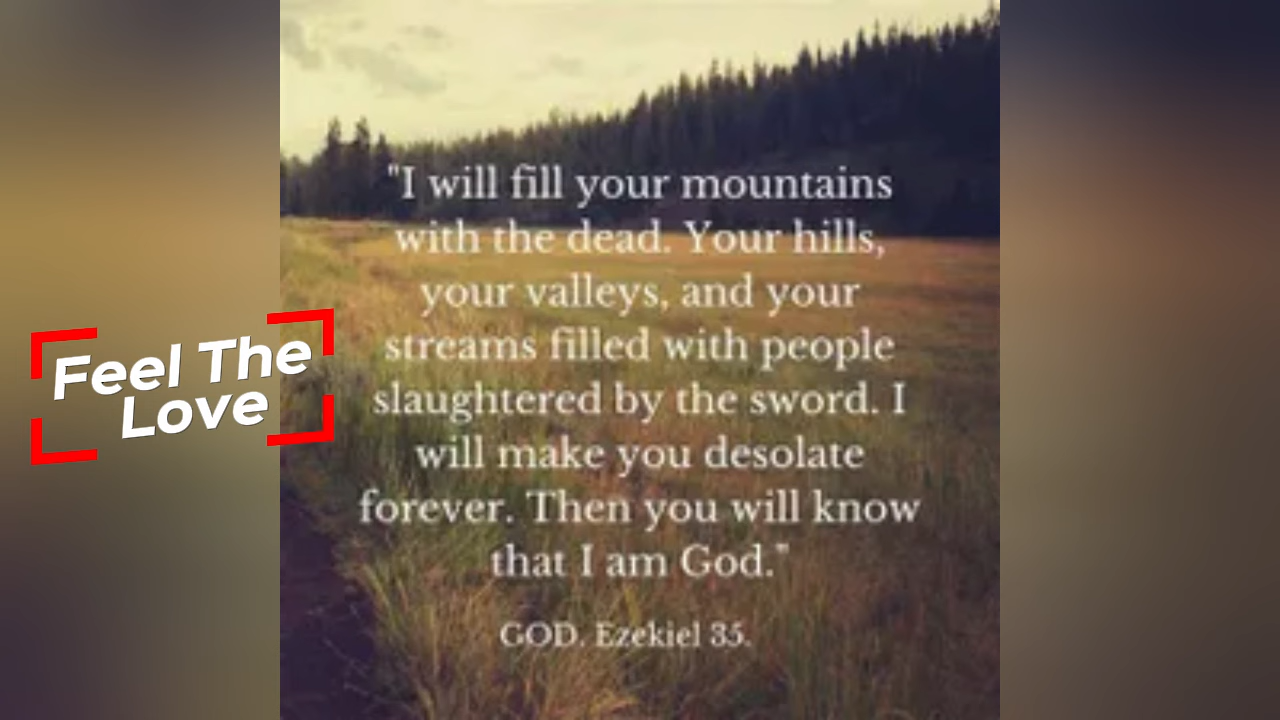 "I will fill your mountains
with the dead. Your hills,
your valleys, and your
streams filled with people
slaughtered by the sword. I
will make you desolate
forever. Then you will know
that I am God."
GOD. Ezekiel 35.
Feel The
Love